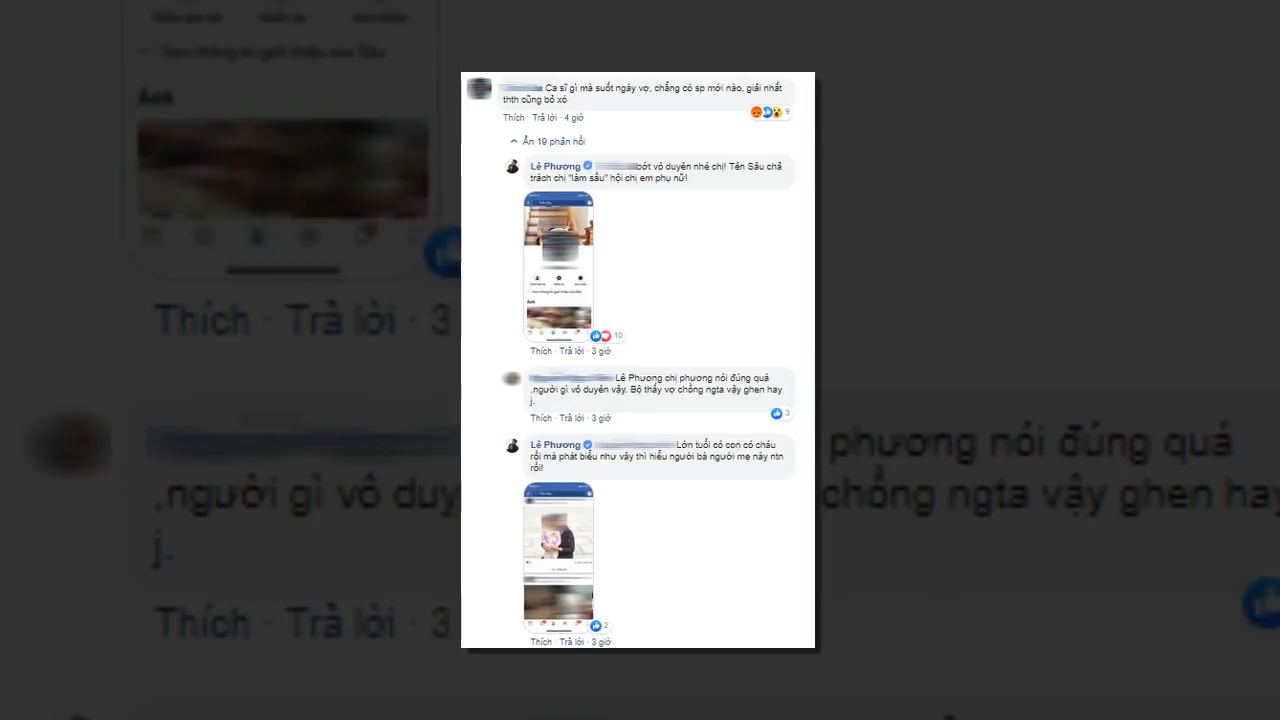 Ca sĩ gì mà suốt ngày vợ, chẳng có sp mới nào, giải nhất
thth cũng bỏ xó
9
Thích · Trả lời · 4 giờ
Ẩn 19 phản hồi
Lê Phương bớt vô duyên nhé chị! Tên Sâu chả
trách chị "làm sầu" hội chị em phụ nữ!
Ảnh
10
Thích · Trả lời · 3 giờ
Lê Phương chị phương nói đúng quá
,người gì vô duyên vậy. Bộ thấy vợ chồng ngta vậy ghen hay
j.
3
Thích · Trả lời · 3 giờ
Lê Phương Lớn tuổi có con có cháu
rồi mà phát biểu như vậy thì hiểu người bà người mẹ này ntn
rồi!
2
Thích · Trả lời · 3 giờ
Thích · Trả lời · 3
phương nói đúng quá
,người gì vô duy
chồng ngta vậy ghen hay
j.
Thích · Trả lời · 3